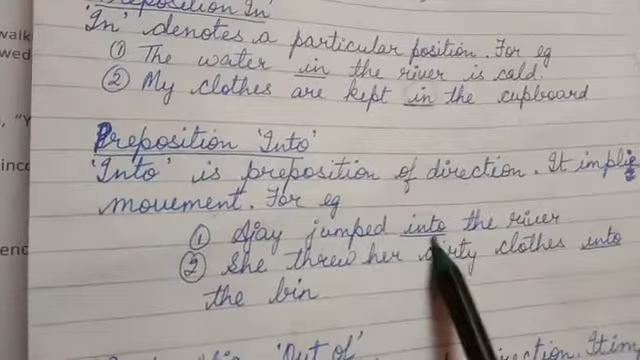 Preposition In'
'In' denotes a particular position. For eg
① The water in the river is cold.
② My clothes are kept in the cupboard
Preposition 'Into'
'Into' is preposition of direction. It implies
movement. For eg
① Ajay jumped into the river
② She threw her dirty clothes into
the bin
'Out of'